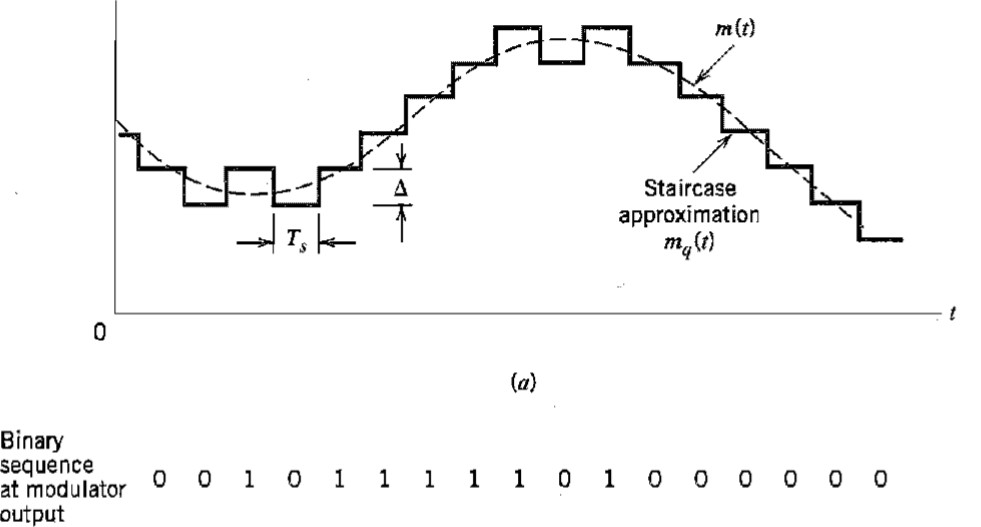 m(t)
Δ
Staircase
approximation
m_q(t)
T_s
t
0
(a)
Binary
sequence
at modulator
output
0 0 1 0 1 1 1 1 1 0 1 0 0 0 0 0 0